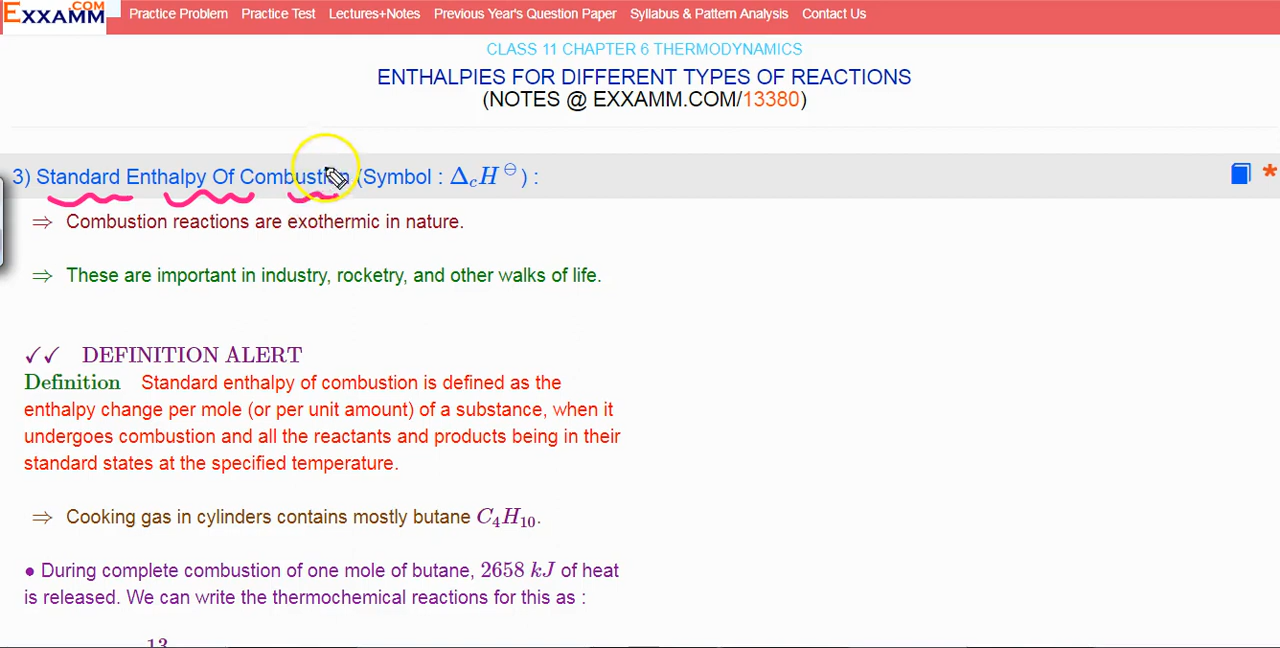 EXXAMM.COM
Practice Problem Practice Test Lectures+Notes Previous Year's Question Paper Syllabus & Pattern Analysis Contact Us
CLASS 11 CHAPTER 6 THERMODYNAMICS
ENTHALPIES FOR DIFFERENT TYPES OF REACTIONS
(NOTES @ EXXAMM.COM/13380)
3) Standard Enthalpy Of Combustion (Symbol : Δ_cH^⊖) :
*
⇒ Combustion reactions are exothermic in nature.
⇒ These are important in industry, rocketry, and other walks of life.
✓✓ DEFINITION ALERT
Definition Standard enthalpy of combustion is defined as the
enthalpy change per mole (or per unit amount) of a substance, when it
undergoes combustion and all the reactants and products being in their
standard states at the specified temperature.
⇒ Cooking gas in cylinders contains mostly butane C₄H₁₀.
● During complete combustion of one mole of butane, 2658 kJ of heat
is released. We can write the thermochemical reactions for this as :
13